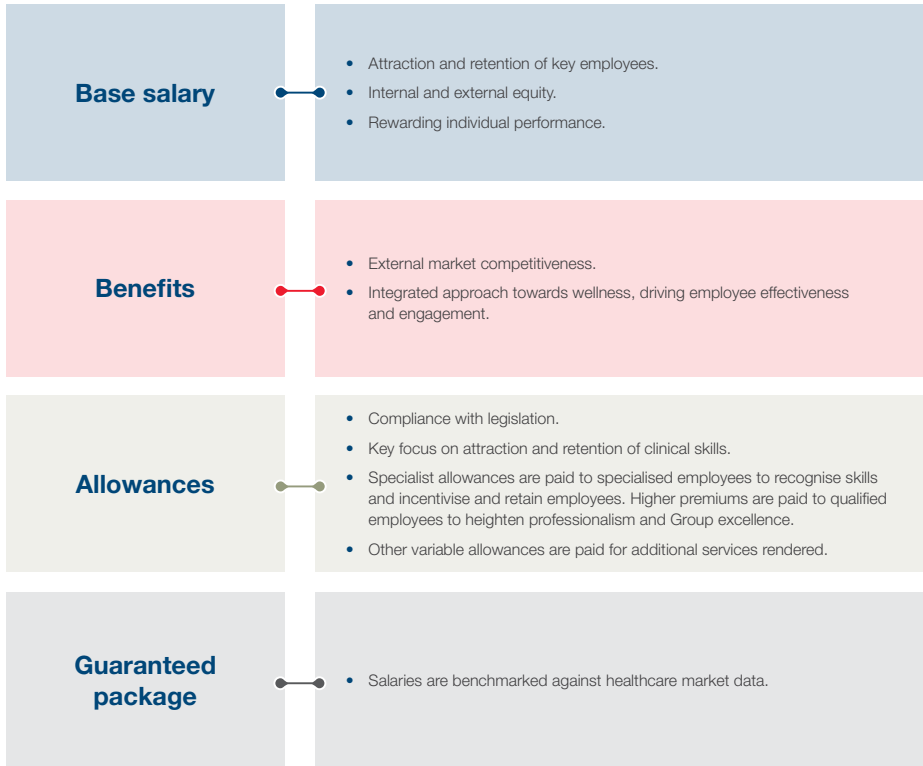 Base salary
• Attraction and retention of key employees.
• Internal and external equity.
• Rewarding individual performance.
Benefits
• External market competitiveness.
• Integrated approach towards wellness, driving employee effectiveness
and engagement.
Allowances
• Compliance with legislation.
• Key focus on attraction and retention of clinical skills.
• Specialist allowances are paid to specialised employees to recognise skills
and incentivise and retain employees. Higher premiums are paid to qualified
employees to heighten professionalism and Group excellence.
• Other variable allowances are paid for additional services rendered.
Guaranteed
package
• Salaries are benchmarked against healthcare market data.